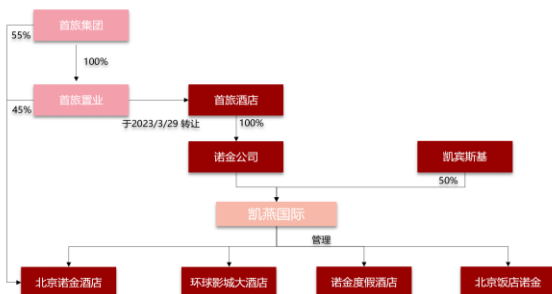 首旅集团
55%
100%
首旅置业
首旅酒店
45%
于2023/3/29 转让
100%
诺金公司
凯宾斯基
50%
凯燕国际
管理
北京诺金酒店
环球影城大酒店
诺金度假酒店
北京饭店诺金